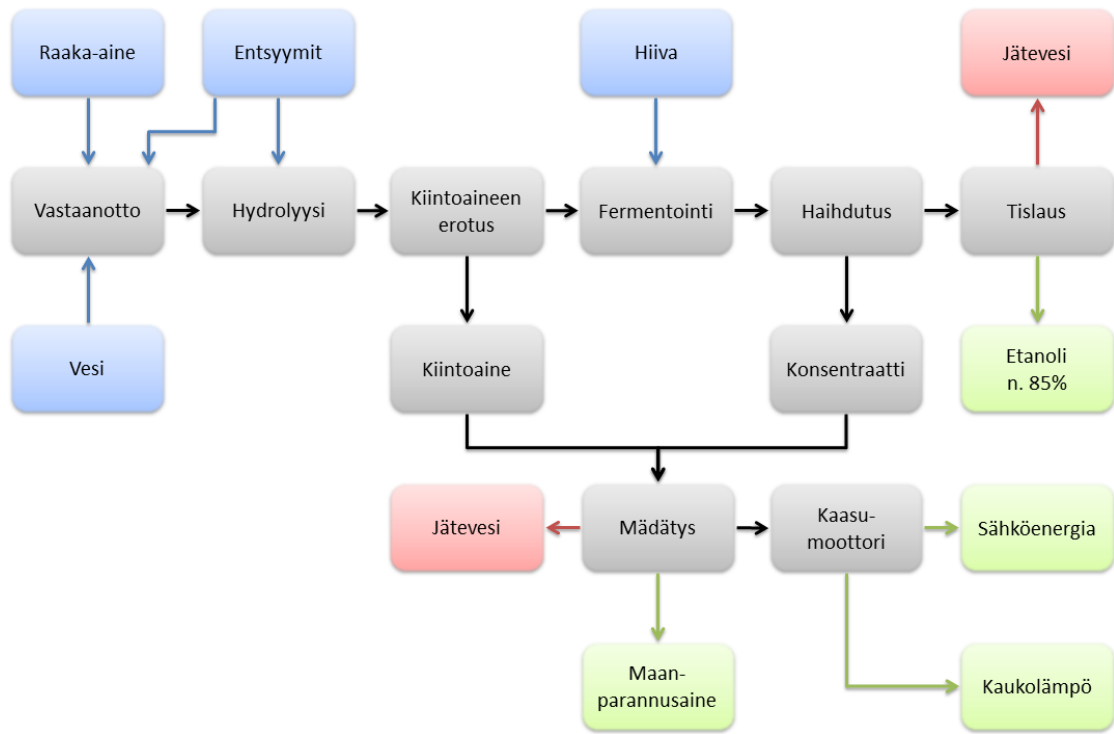 Raaka-aine
Entsyymit
Hiiva
Jätevesi
Vastaanotto
Hydrolyysi
Kiintoaineen
erotus
Fermentointi
Haihdutus
Tislaus
Vesi
Kiintoaine
Konsentraatti
Etanoli
n. 85%
Jätevesi
Mädätys
Kaasu-
moottori
Sähköenergia
Maan-
parannusaine
Kaukolämpö